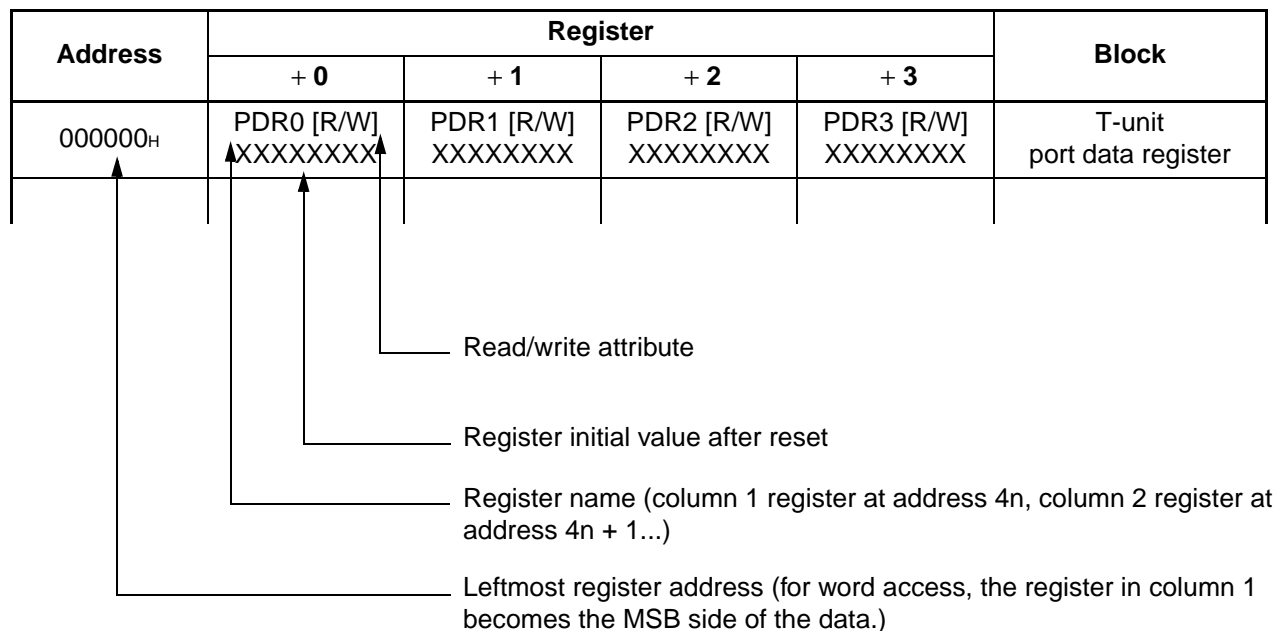 Address Register Block
+ 0 + 1 + 2 + 3
000000H PDR0 [R/W] PDR1 [R/W] PDR2 [R/W] PDR3 [R/W] T-unit
XXXXXXXX XXXXXXXX XXXXXXXX XXXXXXXX port data register
Read/write attribute
Register initial value after reset
Register name (column 1 register at address 4n, column 2 register at
address 4n + 1...)
Leftmost register address (for word access, the register in column 1
becomes the MSB side of the data.)